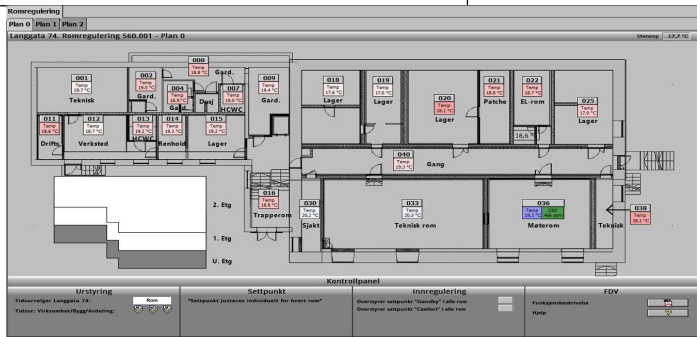 Romregulering
Plan 0 Plan 1 Plan 2
Langgata 74. Romregulering 560.001 - Plan 0
Utetemp 17,7 °C
008
Temp
18,8 °C
001
Temp
19,7 °C
Teknisk
002
Temp
19,0 °C
Gard.
004
Temp
18,9 °C
Gard.
Dusj
007
Temp
19,0 °C
HCWC
009
Temp
19,4 °C
Gard.
018
Temp
17,6 °C
Lager
019
Temp
17,6 °C
Lager
020
Temp
18,1 °C
Lager
021
Temp
18,8 °C
Patche
022
Temp
18,7 °C
EL-rom
18,6 °
025
Temp
17,0 °C
Lager
011
Temp
18,6 °C
Drifts
012
Temp
18,7 °C
Verksted
013
Temp
19,2 °C
HCWC
014
Temp
19,3 °C
Renhold
015
Temp
19,2 °C
Lager
040
Temp
19,3 °C
Gang
016
Temp
18,8 °C
Trapperom
030
Temp
20,2 °C
Sjakt
033
Temp
20,3 °C
Teknisk rom
036
Temp
19,3 °C
CO2
466 ppm
Møterom
Teknisk
038
Temp
18,1 °C
2. Etg
1. Etg
U. Etg
Kontrollpanel
Urstyring
Tidsurvelger Langgata 74:
Rom
Tidsur: Virksomhet/Bygg/Avdeling:
Settpunkt
"Settpunkt justeres individuelt for hvert rom"
Innregulering
Overstyrer settpunkt "Standby" i alle rom
Overstyrer settpunkt "Comfort" i alle rom
FDV
Funksjonsbeskrivelse
Hjelp